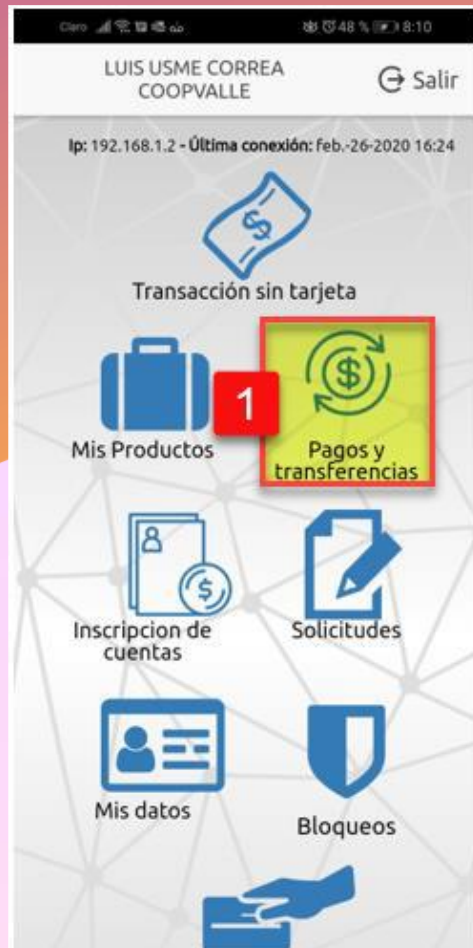 Claro 48 % 8:10
LUIS USME CORREA
COOPVALLE
Salir
Ip: 192.168.1.2 - Última conexión: feb.-26-2020 16:24
Transacción sin tarjeta
1
Mis Productos
Pagos y
transferencias
Inscripcion de
cuentas
Solicitudes
Mis datos
Bloqueos